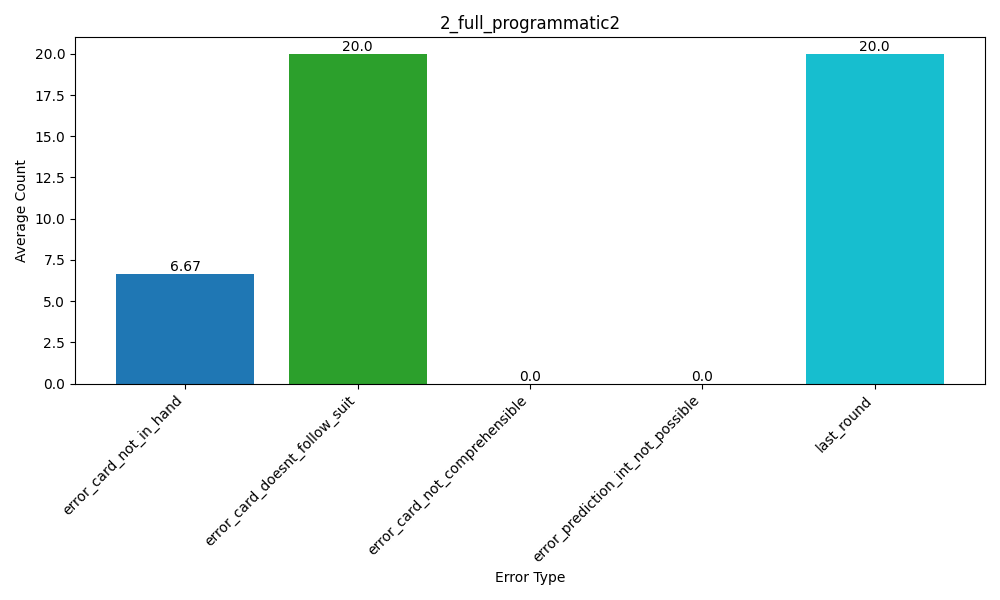 2_full_programmatic2
Average Count
20.0
17.5
15.0
12.5
10.0
7.5
5.0
2.5
0.0
6.67
20.0
0.0
0.0
20.0
error_card_not_in_hand
error_card_doesnt_follow_suit
error_card_not_comprehensible
error_prediction_int_not_possible
last_round
Error Type